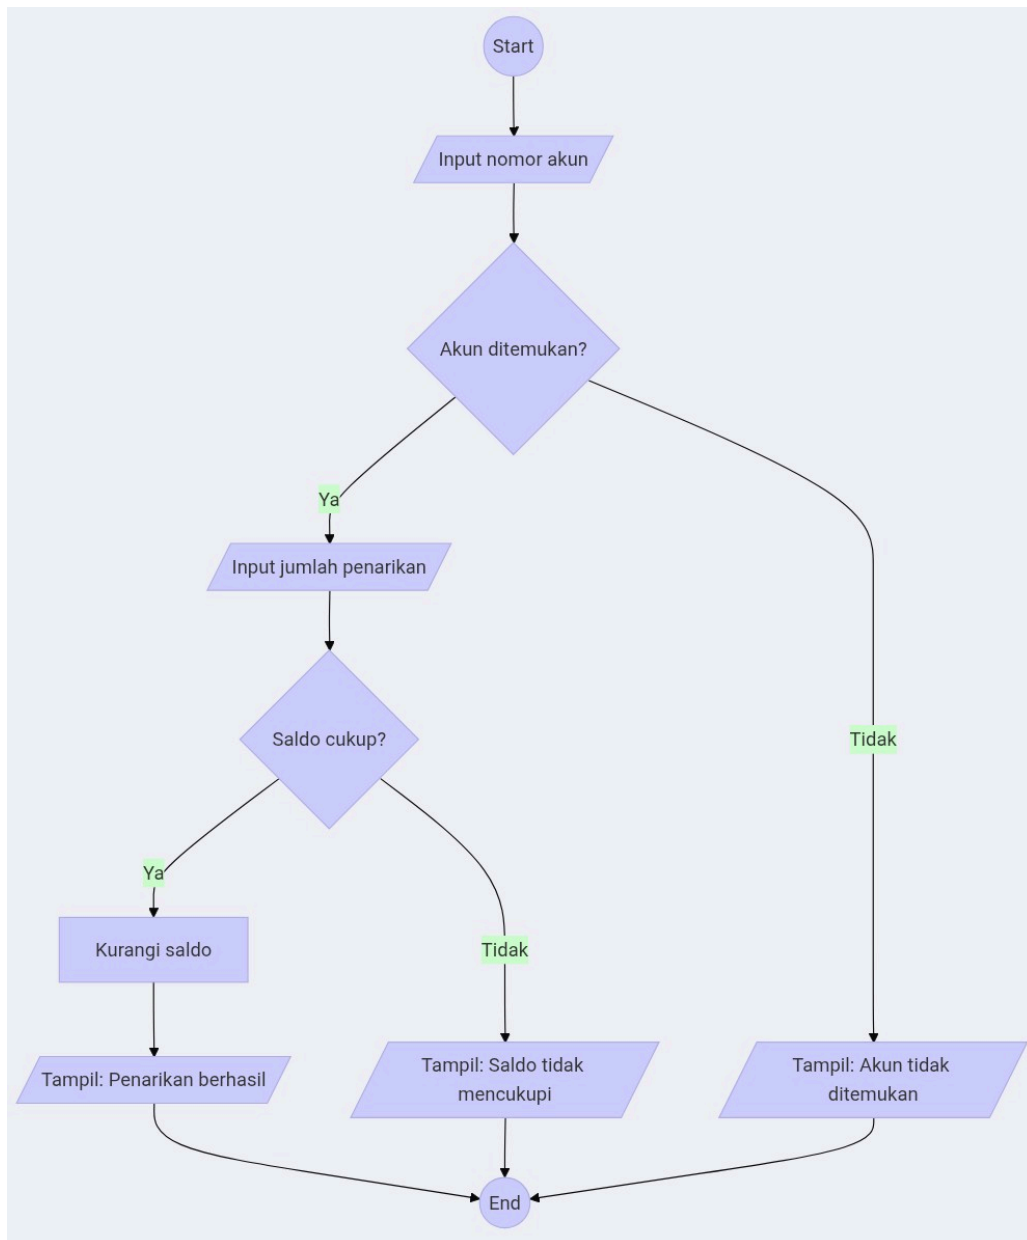 Start
Input nomor akun
Akun ditemukan?
Ya
Input jumlah penarikan
Saldo cukup?
Tidak
Ya
Kurangi saldo
Tidak
Tampil: Penarikan berhasil
Tampil: Saldo tidak
mencukupi
Tampil: Akun tidak
ditemukan
End